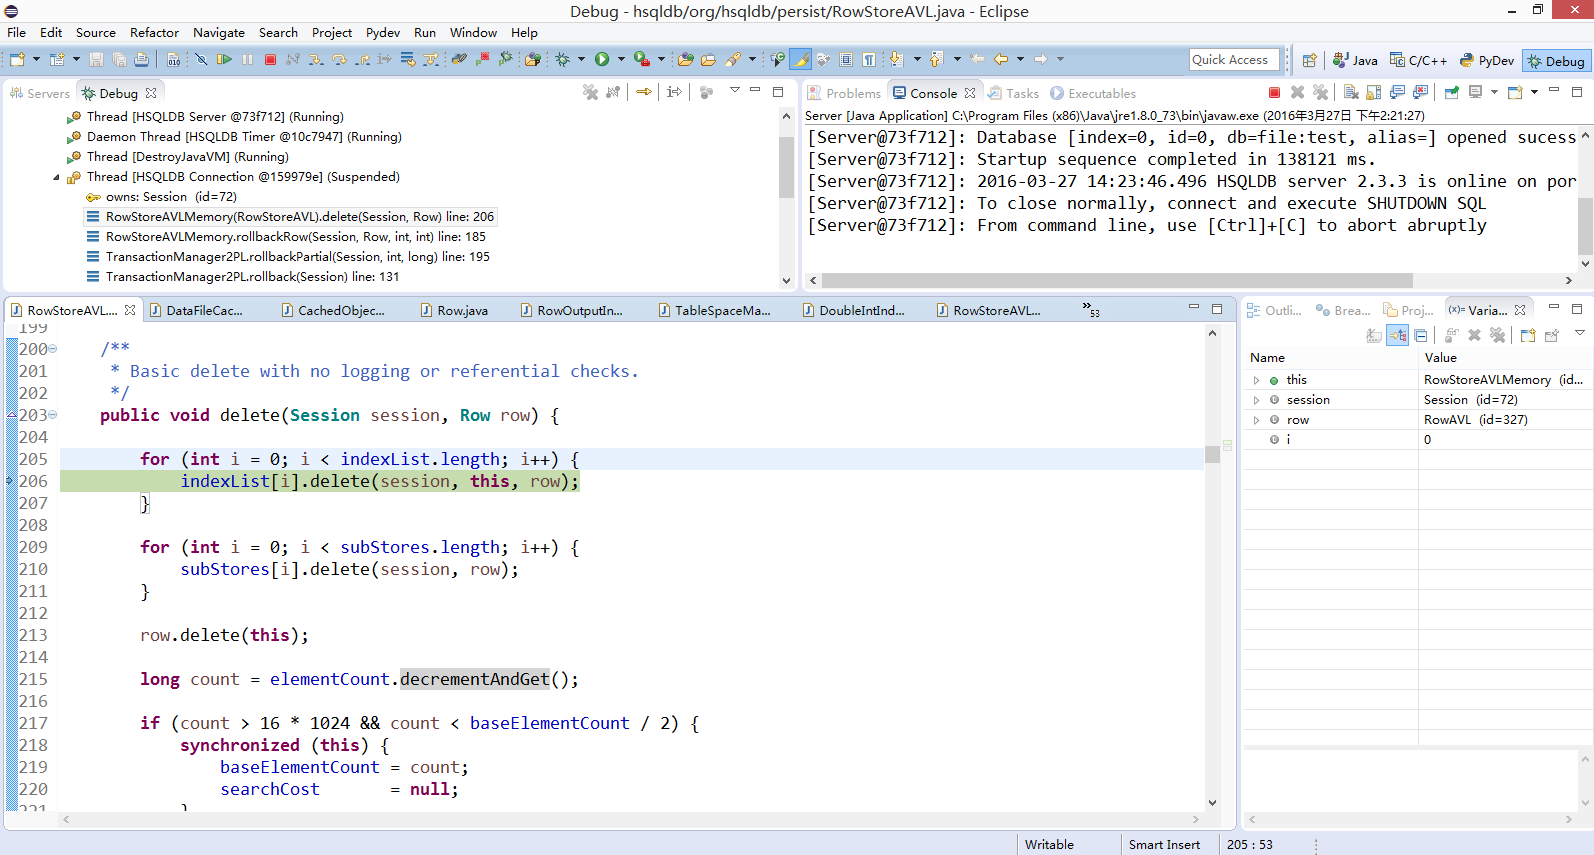 Debug - hsqldb/org/hsqldb/persist/RowStoreAVL.java - Eclipse
File Edit Source Refactor Navigate Search Project Pydev Run Window Help
Quick Access
Java C/C++ PyDev Debug
Servers Debug
Thread [HSQLDB Server @73f712] (Running)
Daemon Thread [HSQLDB Timer @10c7947] (Running)
Thread [DestroyJavaVM] (Running)
Thread [HSQLDB Connection @159979e] (Suspended)
owns: Session (id=72)
RowStoreAVLMemory(RowStoreAVL).delete(Session, Row) line: 206
RowStoreAVLMemory.rollbackRow(Session, Row, int, int) line: 185
TransactionManager2PL.rollbackPartial(Session, int, long) line: 195
TransactionManager2PL.rollback(Session) line: 131
Problems Console Tasks Executables
Server [Java Application] C:\Program Files (x86)\Java\jre1.8.0_73\bin\javaw.exe (2016年3月27日 下午2:21:27)
[Server@73f712]: Database [index=0, id=0, db=file:test, alias=] opened sucess
[Server@73f712]: Startup sequence completed in 138121 ms.
[Server@73f712]: 2016-03-27 14:23:46.496 HSQLDB server 2.3.3 is online on por
[Server@73f712]: To close normally, connect and execute SHUTDOWN SQL
[Server@73f712]: From command line, use [Ctrl]+[C] to abort abruptly
RowStoreAVL.... DataFileCac... CachedObjec... Row.java RowOutputIn... TableSpaceMa... DoubleIntInd... RowStoreAVL... 53
199
200 /**
201 * Basic delete with no logging or referential checks.
202 */
203 public void delete(Session session, Row row) {
204
205 for (int i = 0; i < indexList.length; i++) {
206 indexList[i].delete(session, this, row);
207 }
208
209 for (int i = 0; i < subStores.length; i++) {
210 subStores[i].delete(session, row);
211 }
212
213 row.delete(this);
214
215 long count = elementCount.decrementAndGet();
216
217 if (count > 16 * 1024 && count < baseElementCount / 2) {
218 synchronized (this) {
219 baseElementCount = count;
220 searchCost = null;
221 }
Outli... Brea... Proj... (x)= Varia...
Name Value
this RowStoreAVLMemory (id...
session Session (id=72)
row RowAVL (id=327)
i 0
Writable Smart Insert 205 : 53